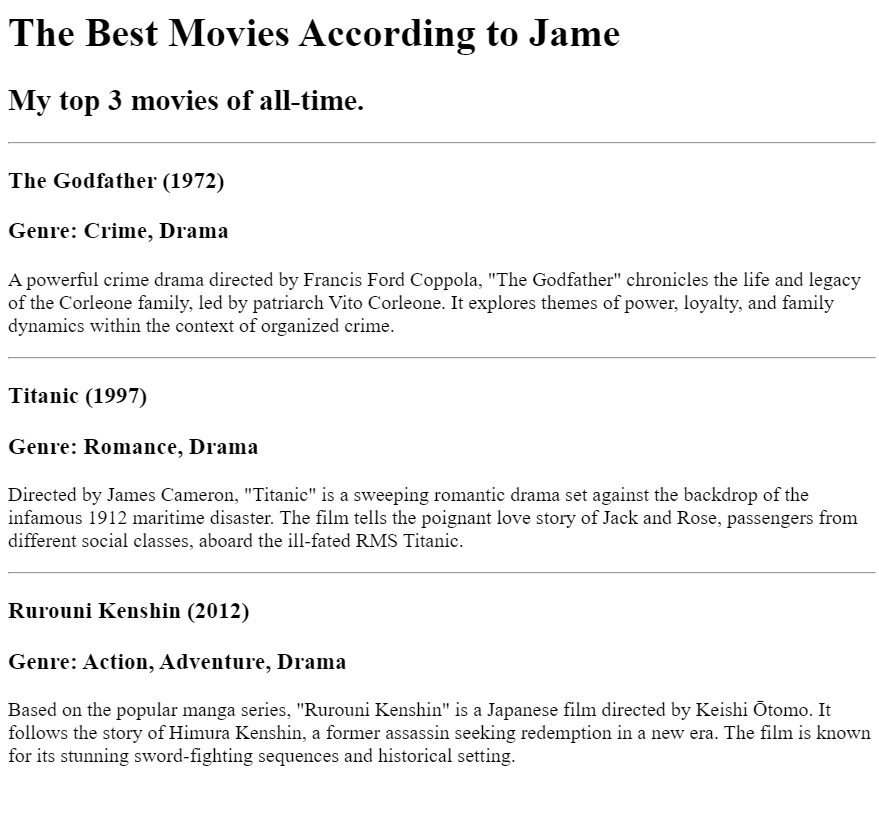 The Best Movies According to Jame
My top 3 movies of all-time.
The Godfather (1972)
Genre: Crime, Drama
A powerful crime drama directed by Francis Ford Coppola, "The Godfather" chronicles the life and legacy
of the Corleone family, led by patriarch Vito Corleone. It explores themes of power, loyalty, and family
dynamics within the context of organized crime.
Titanic (1997)
Genre: Romance, Drama
Directed by James Cameron, "Titanic" is a sweeping romantic drama set against the backdrop of the
infamous 1912 maritime disaster. The film tells the poignant love story of Jack and Rose, passengers from
different social classes, aboard the ill-fated RMS Titanic.
Rurouni Kenshin (2012)
Genre: Action, Adventure, Drama
Based on the popular manga series, "Rurouni Kenshin" is a Japanese film directed by Keishi Ōtomo. It
follows the story of Himura Kenshin, a former assassin seeking redemption in a new era. The film is known
for its stunning sword-fighting sequences and historical setting.